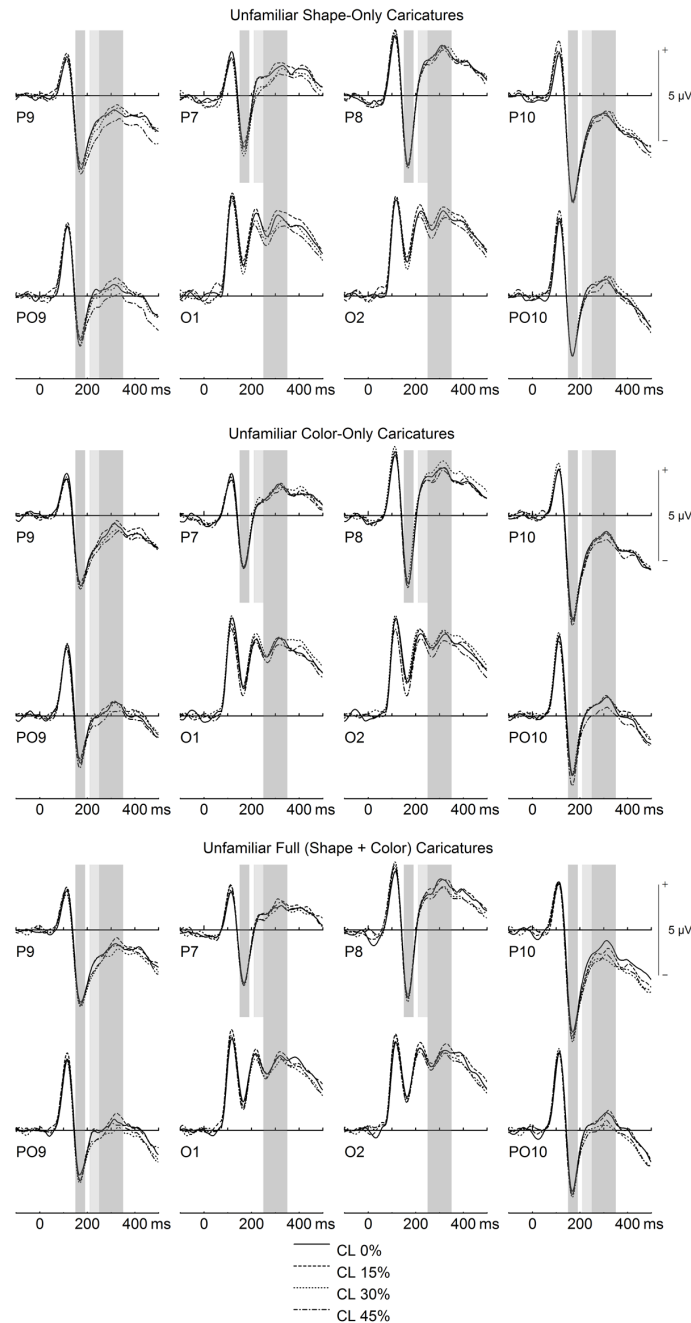 Unfamiliar Shape-Only Caricatures
+
5 µV
−
P9 P7 P8 P10
PO9 O1 O2 PO10
0 200 400 ms 0 200 400 ms 0 200 400 ms 0 200 400 ms
Unfamiliar Color-Only Caricatures
+
5 µV
−
P9 P7 P8 P10
PO9 O1 O2 PO10
0 200 400 ms 0 200 400 ms 0 200 400 ms 0 200 400 ms
Unfamiliar Full (Shape + Color) Caricatures
+
5 µV
−
P9 P7 P8 P10
PO9 O1 O2 PO10
0 200 400 ms 0 200 400 ms 0 200 400 ms 0 200 400 ms
CL 0%
CL 15%
CL 30%
CL 45%